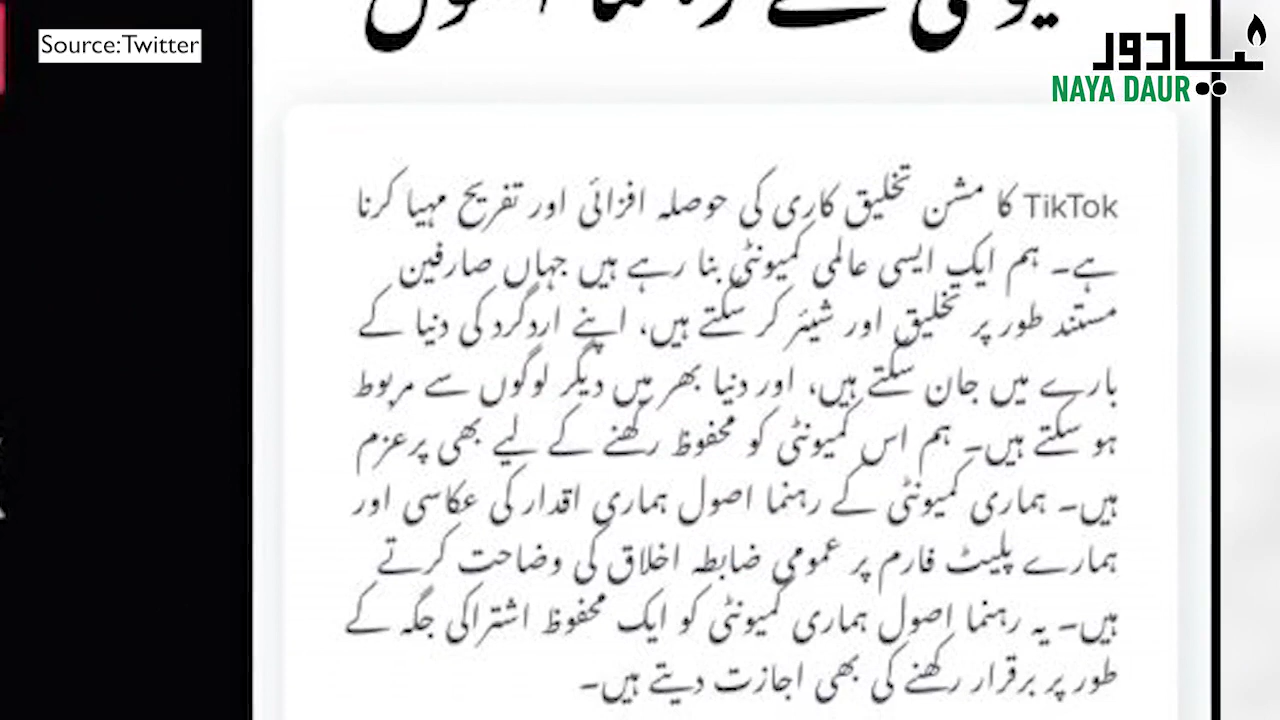 Source:Twitter
نیا دور
NAYA DAUR
کے رہنما اصول
TikTok کا مشن تخلیق کاری کی حوصلہ افزائی اور تفریح مہیا کرنا
ہے۔ ہم ایک ایسی عالمی کمیونٹی بنا رہے ہیں جہاں صارفین
مستند طور پر تخلیق اور شیئر کر سکتے ہیں، اپنے اردگرد کی دنیا کے
بارے میں جان سکتے ہیں، اور دنیا بھر میں دیگر لوگوں سے مربوط
ہو سکتے ہیں۔ ہم اس کمیونٹی کو محفوظ رکھنے کے لیے بھی پرعزم
ہیں۔ ہماری کمیونٹی کے رہنما اصول ہماری اقدار کی عکاسی اور
ہمارے پلیٹ فارم پر عمومی ضابطہ اخلاق کی وضاحت کرتے
ہیں۔ یہ رہنما اصول ہماری کمیونٹی کو ایک محفوظ اشتراکی جگہ کے
طور پر برقرار رکھنے کی بھی اجازت دیتے ہیں۔